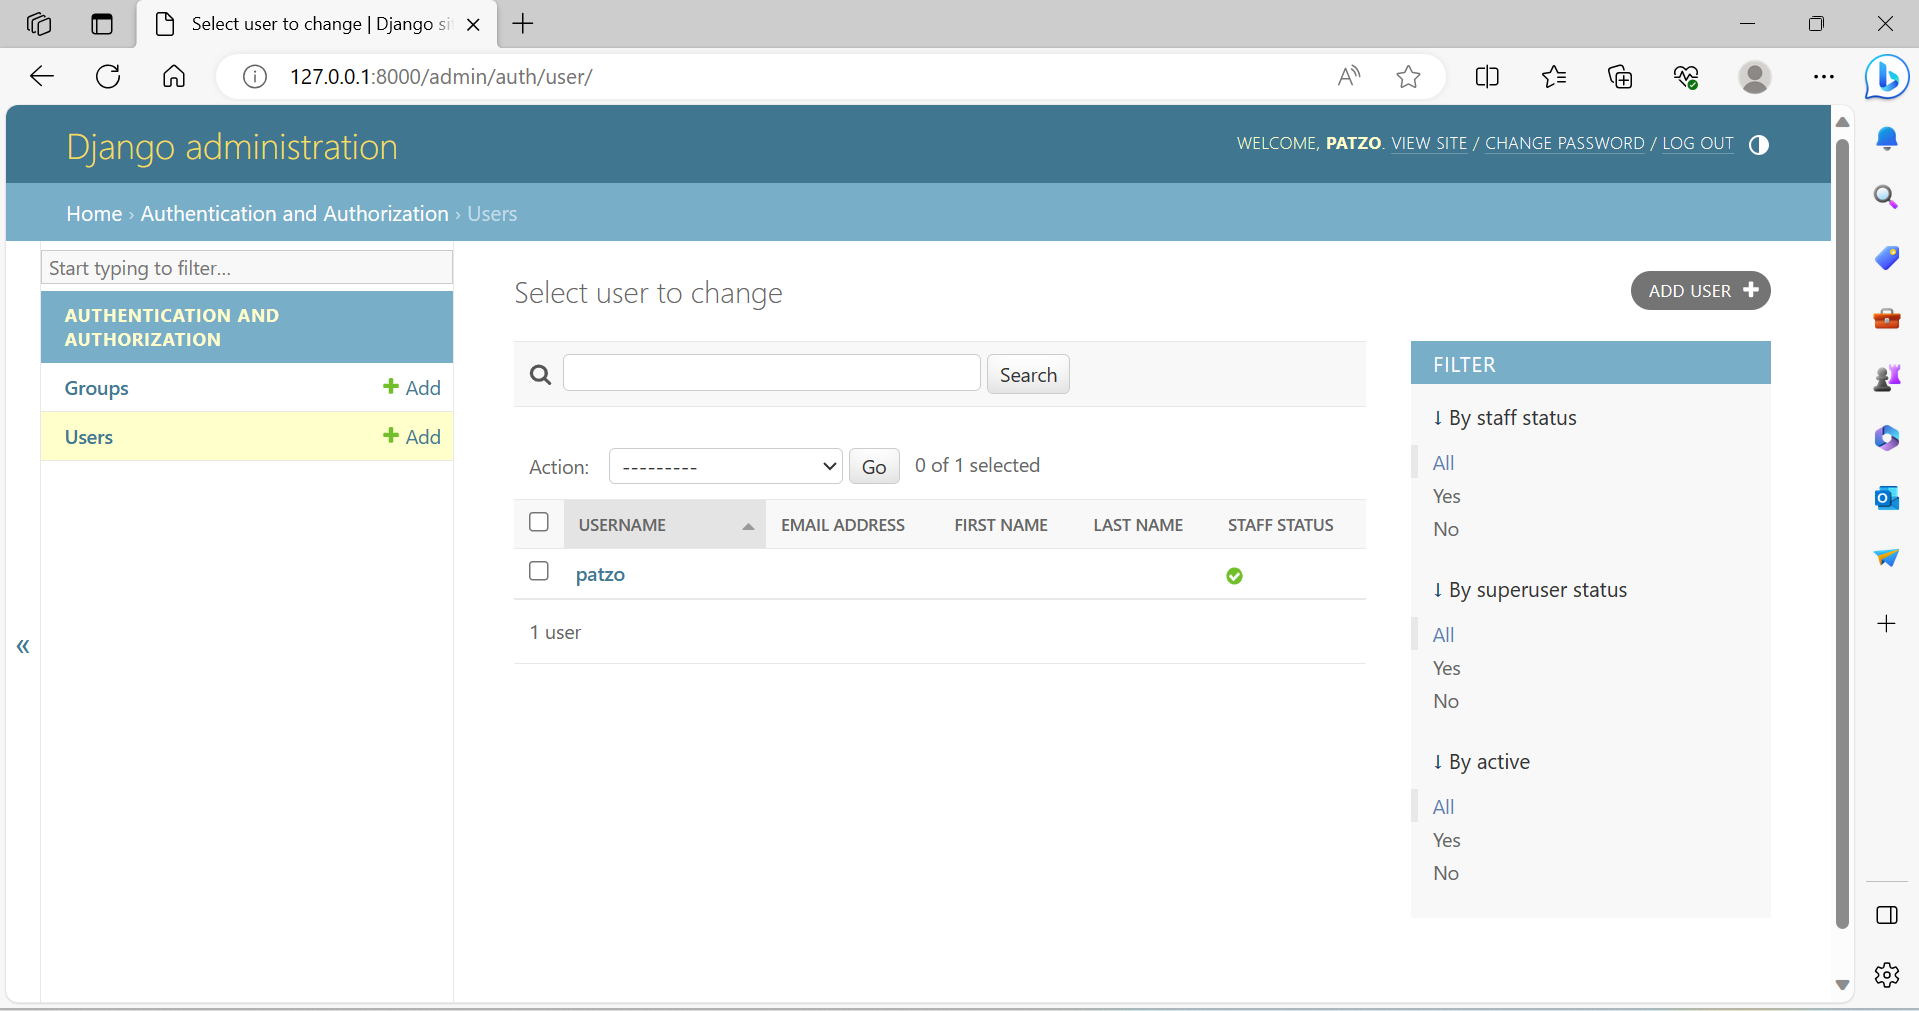 Select user to change | Django si
127.0.0.1:8000/admin/auth/user/
Django administration
WELCOME, PATZO. VIEW SITE / CHANGE PASSWORD / LOG OUT
Home › Authentication and Authorization › Users
Start typing to filter...
AUTHENTICATION AND
AUTHORIZATION
Groups + Add
Users + Add
«
Select user to change
ADD USER +
Search
Action: --------- Go 0 of 1 selected
USERNAME EMAIL ADDRESS FIRST NAME LAST NAME STAFF STATUS
patzo
1 user
FILTER
↓ By staff status
All
Yes
No
↓ By superuser status
All
Yes
No
↓ By active
All
Yes
No